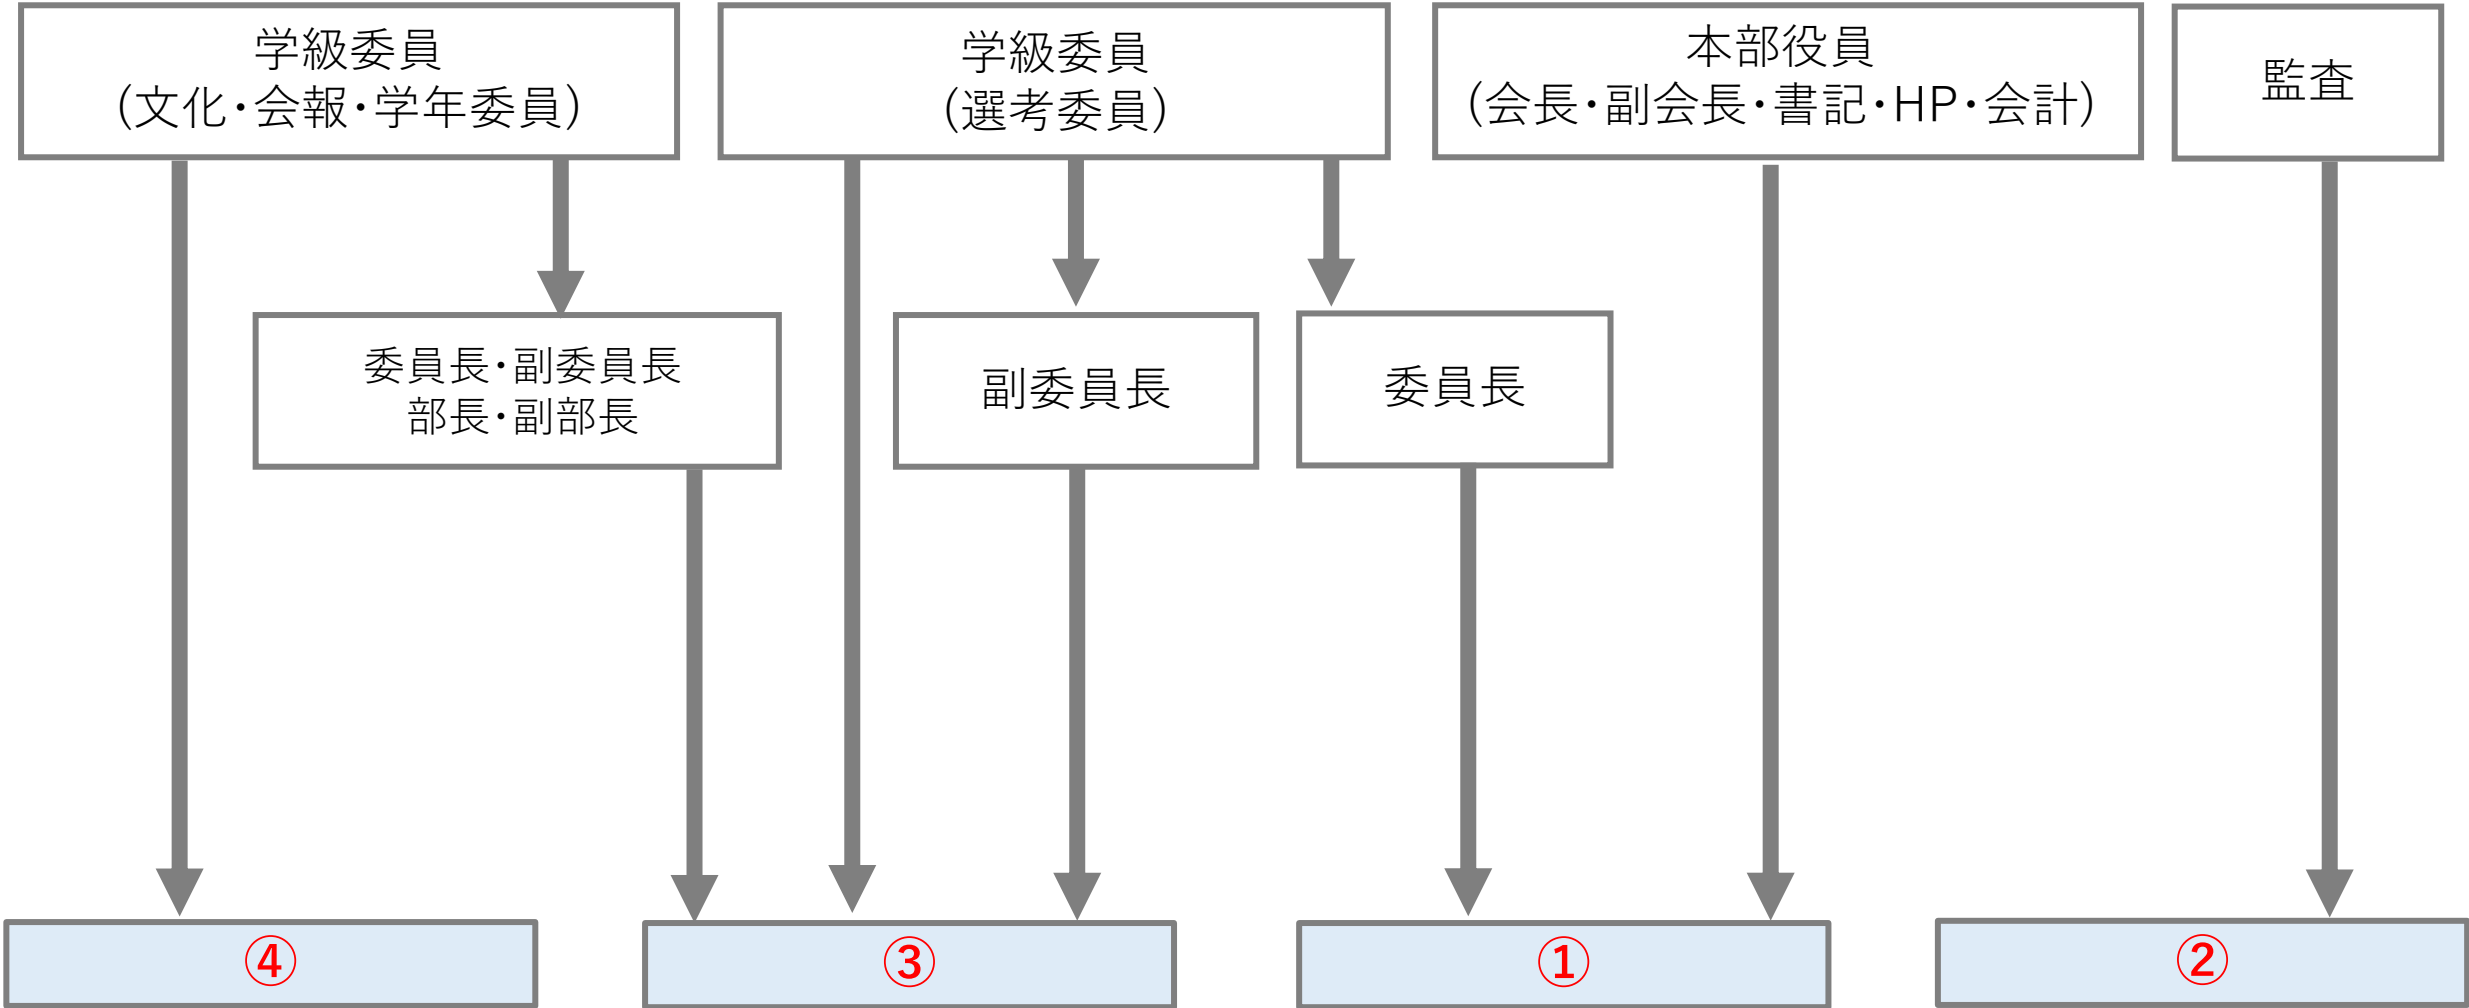 学級委員
(文化・会報・学年委員)
学級委員
(選考委員)
本部役員
(会長・副会長・書記・HP・会計)
監査
委員長・副委員長
部長・副部長
副委員長
委員長
④
③
①
②